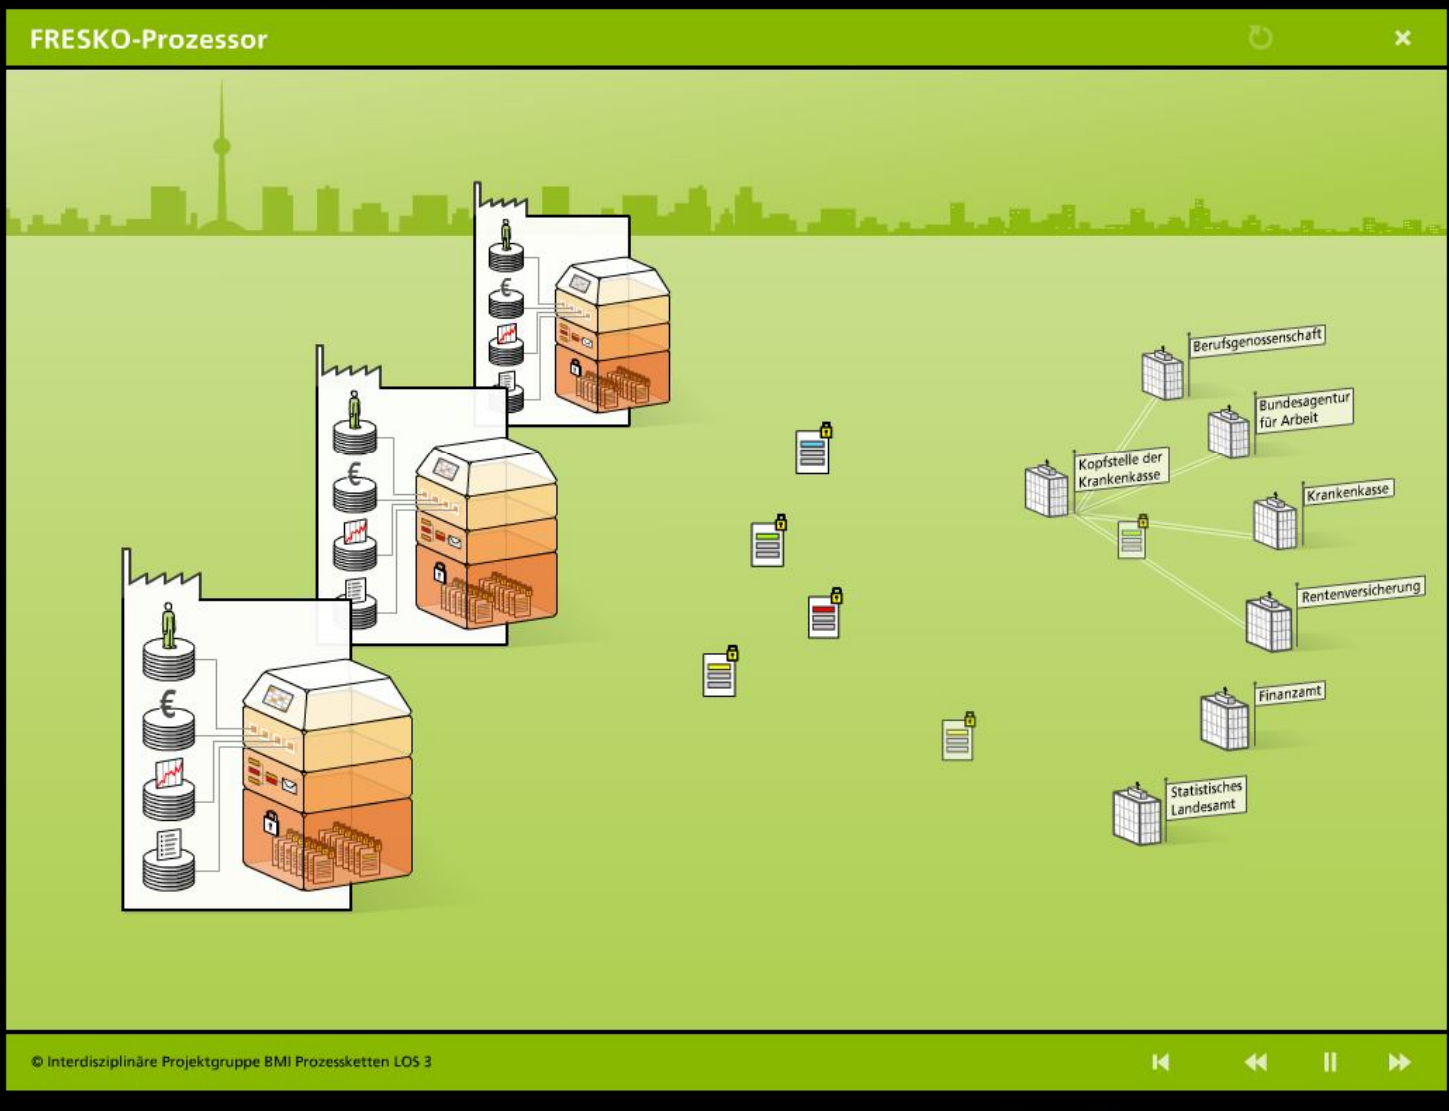 FRESKO-Prozessor
€
Berufsgenossenschaft
Bundesagentur
für Arbeit
€
Kopfstelle der
Krankenkasse
Krankenkasse
Rentenversicherung
€
Finanzamt
Statistisches
Landesamt
© Interdisziplinäre Projektgruppe BMI Prozessketten LOS 3